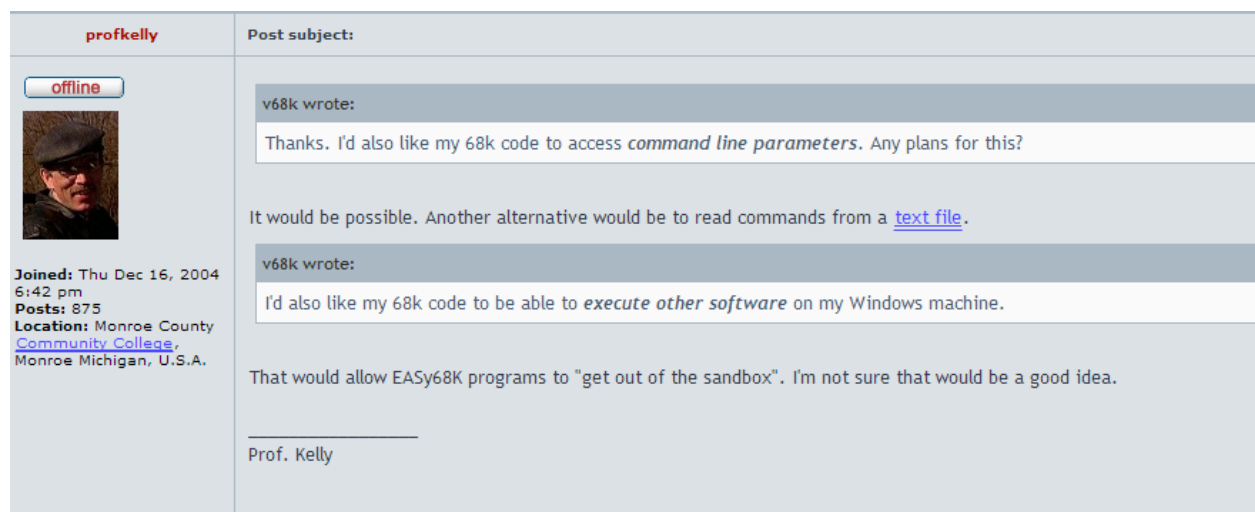 profkelly
Post subject:
offline
v68k wrote:
Thanks. I'd also like my 68k code to access command line parameters. Any plans for this?
It would be possible. Another alternative would be to read commands from a text file.
v68k wrote:
I'd also like my 68k code to be able to execute other software on my Windows machine.
That would allow EASy68K programs to "get out of the sandbox". I'm not sure that would be a good idea.
_________________
Prof. Kelly
Joined: Thu Dec 16, 2004
6:42 pm
Posts: 875
Location: Monroe County
Community College,
Monroe Michigan, U.S.A.